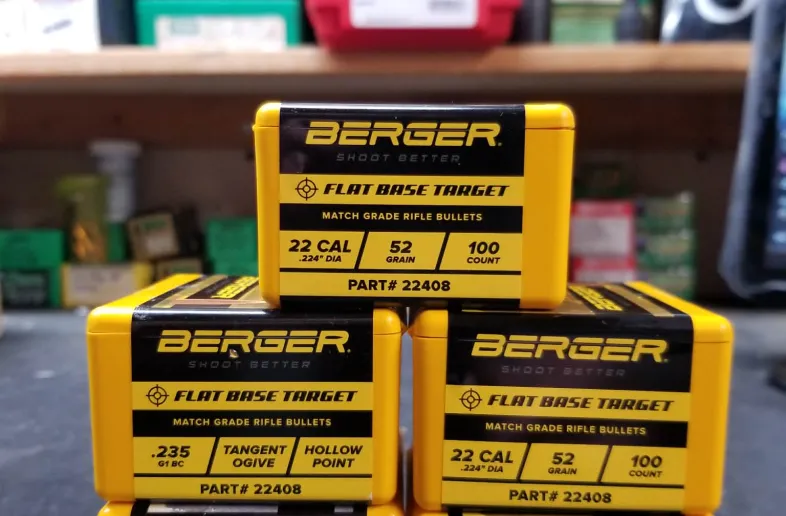 BERGER
SHOOT BETTER
FLAT BASE TARGET
MATCH GRADE RIFLE BULLETS
22 CAL 52 100
.224" DIA GRAIN COUNT
PART# 22408
BERGER
SHOOT BETTER
FLAT BASE TARGET
MATCH GRADE RIFLE BULLETS
.235 TANGENT HOLLOW
G1 BC OGIVE POINT
PART# 22408
BERGER
SHOOT BETTER
FLAT BASE TARGET
MATCH GRADE RIFLE BULLETS
22 CAL 52 100
.224" DIA GRAIN COUNT
PART# 22408
BERGER